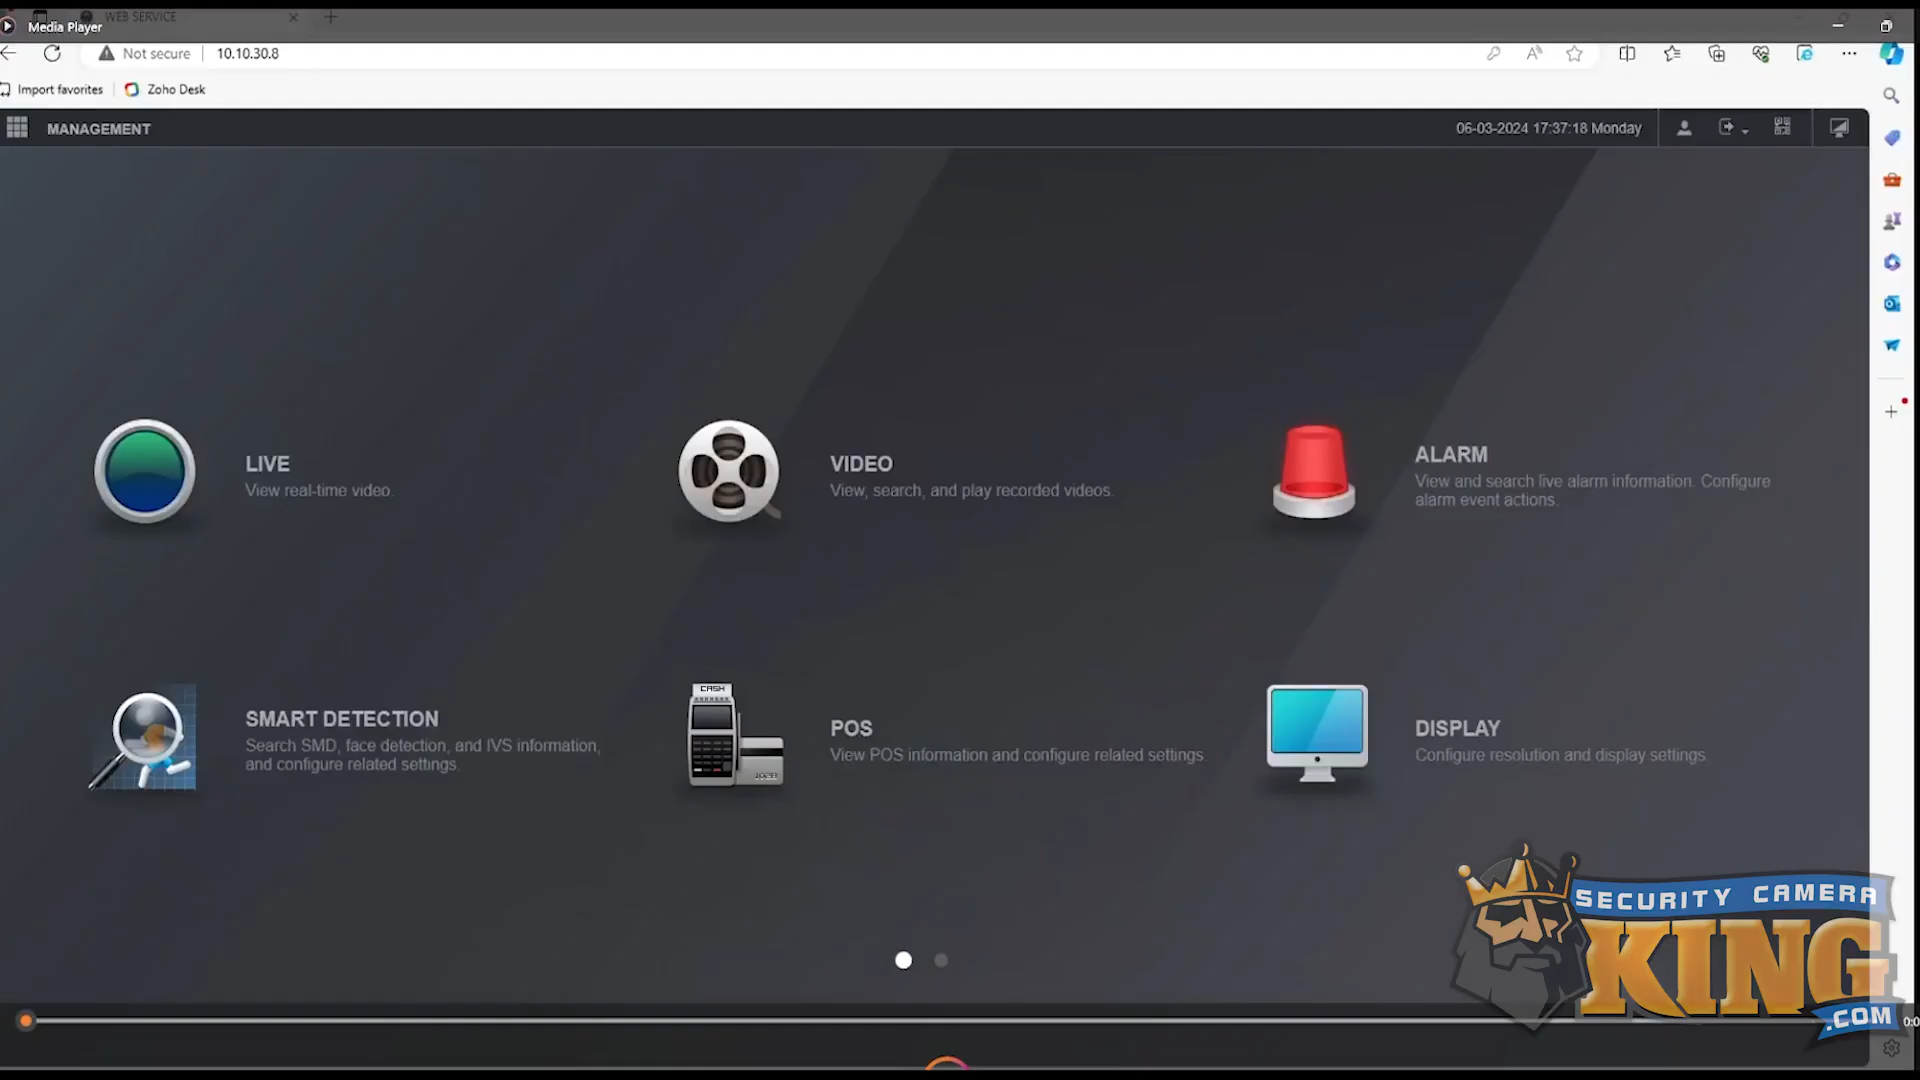 WEB SERVICE
Media Player
Not secure 10.10.30.8
Import favorites Zoho Desk
MANAGEMENT
06-03-2024 17:37:18 Monday
LIVE
View real-time video.
VIDEO
View, search, and play recorded videos.
ALARM
View and search live alarm information. Configure
alarm event actions.
SMART DETECTION
Search SMD, face detection, and IVS information,
and configure related settings.
CASH
POS
View POS information and configure related settings.
DISPLAY
Configure resolution and display settings.
SECURITY CAMERA
KING
.COM